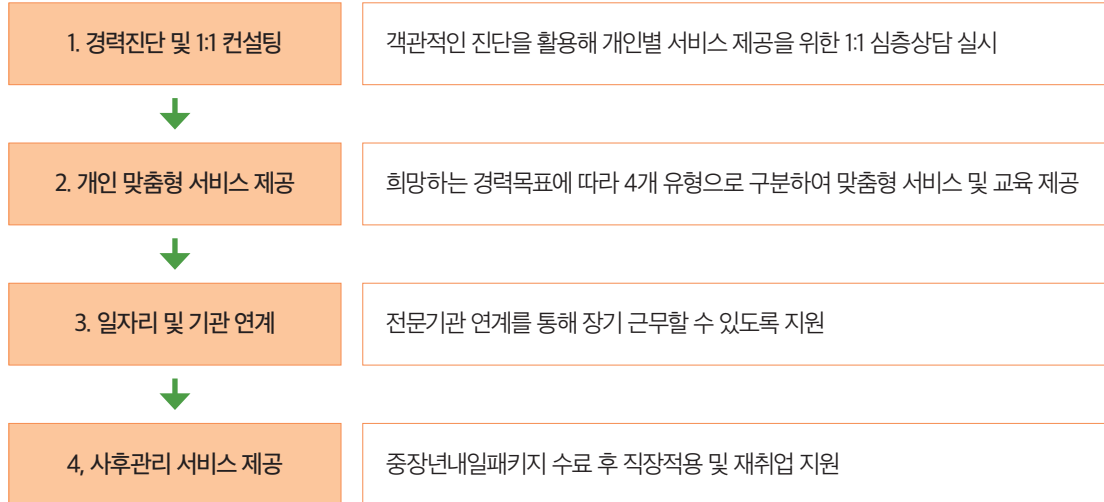 1. 경력진단 및 1:1 컨설팅
객관적인 진단을 활용해 개인별 서비스 제공을 위한 1:1 심층상담 실시
2. 개인 맞춤형 서비스 제공
희망하는 경력목표에 따라 4개 유형으로 구분하여 맞춤형 서비스 및 교육 제공
3. 일자리 및 기관 연계
전문기관 연계를 통해 장기 근무할 수 있도록 지원
4, 사후관리 서비스 제공
중장년내일패키지 수료 후 직장적용 및 재취업 지원